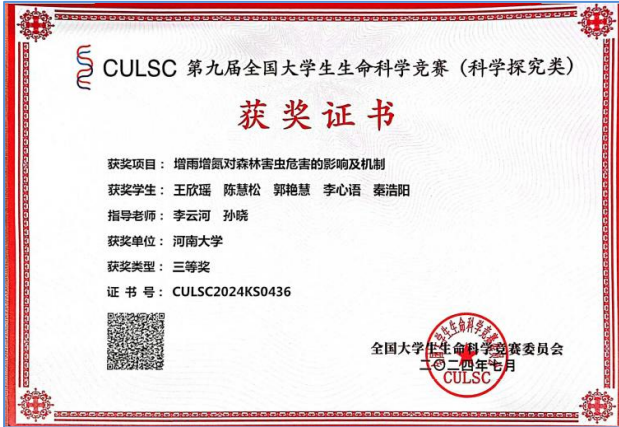 CULSC 第九届全国大学生生命科学竞赛（科学探究类）
获奖证书
获奖项目：增雨增氮对森林害虫危害的影响及机制
获奖学生：王欣瑶 陈慧松 郭艳慧 李心语 秦浩阳
指导老师：李云河 孙晓
获奖单位：河南大学
获奖类型：三等奖
证 书 号：CULSC2024KS0436
全国大学生生命科学竞赛委员会
二〇二四年七月
CULSC